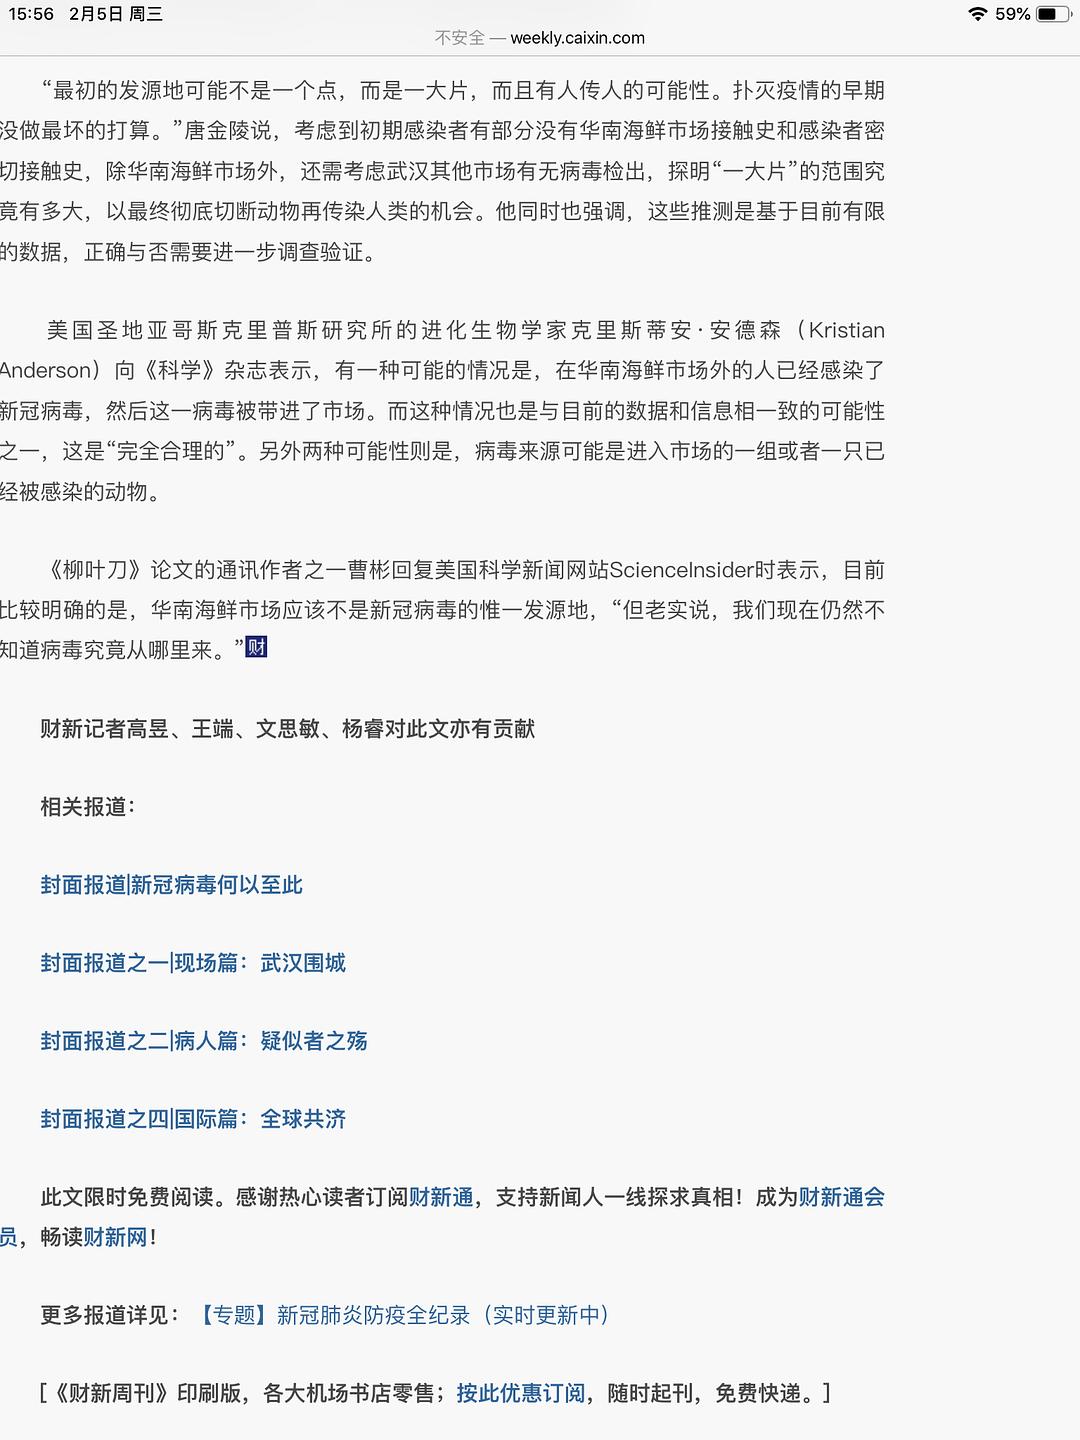 15:56 2月5日 周三
59%
不安全 — weekly.caixin.com
“最初的发源地可能不是一个点，而是一大片，而且有人传人的可能性。扑灭疫情的早期
没做最坏的打算。”唐金陵说，考虑到初期感染者有部分没有华南海鲜市场接触史和感染者密
切接触史，除华南海鲜市场外，还需考虑武汉其他市场有无病毒检出，探明“一大片”的范围究
竟有多大，以最终彻底切断动物再传染人类的机会。他同时也强调，这些推测是基于目前有限
的数据，正确与否需要进一步调查验证。
美国圣地亚哥斯克里普斯研究所的进化生物学家克里斯蒂安·安德森（Kristian
Anderson）向《科学》杂志表示，有一种可能的情况是，在华南海鲜市场外的人已经感染了
新冠病毒，然后这一病毒被带进了市场。而这种情况也是与目前的数据和信息相一致的可能性
之一，这是“完全合理的”。另外两种可能性则是，病毒来源可能是进入市场的一组或者一只已
经被感染的动物。
《柳叶刀》论文的通讯作者之一曹彬回复美国科学新闻网站ScienceInsider时表示，目前
比较明确的是，华南海鲜市场应该不是新冠病毒的惟一发源地，“但老实说，我们现在仍然不
知道病毒究竟从哪里来。”财
财新记者高昱、王端、文思敏、杨睿对此文亦有贡献
相关报道：
封面报道|新冠病毒何以至此
封面报道之一|现场篇：武汉围城
封面报道之二|病人篇：疑似者之殇
封面报道之四|国际篇：全球共济
此文限时免费阅读。感谢热心读者订阅财新通，支持新闻人一线探求真相！成为财新通会
员，畅读财新网！
更多报道详见：【专题】新冠肺炎防疫全纪录（实时更新中）
[《财新周刊》印刷版，各大机场书店零售；按此优惠订阅，随时起刊，免费快递。]